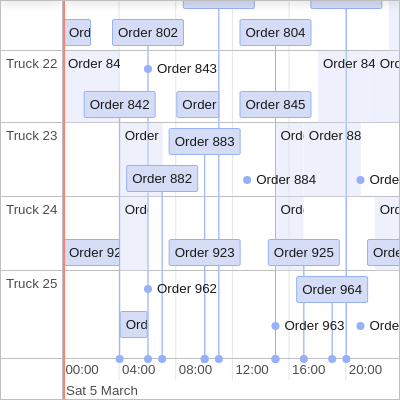 Ord Order 802 Order 804
Truck 22 Order 84 Order 843 Order 84 Ord
Order 842 Order Order 845
Truck 23 Order Order 883 Ord Order 88
Order 882 Order 884 Orde
Truck 24 Ord Ord Ord
Order 92 Order 923 Order 925 Orde
Truck 25 Order 962 Order 964
Ord Order 963 Orde
00:00 04:00 08:00 12:00 16:00 20:00
Sat 5 March